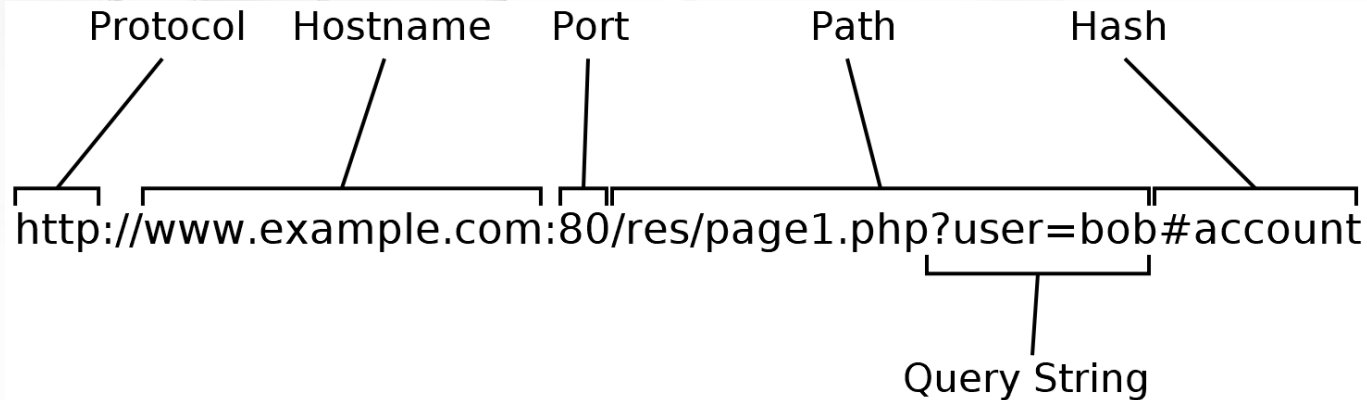 Protocol Hostname Port Path Hash
http://www.example.com:80/res/page1.php?user=bob#account
Query String